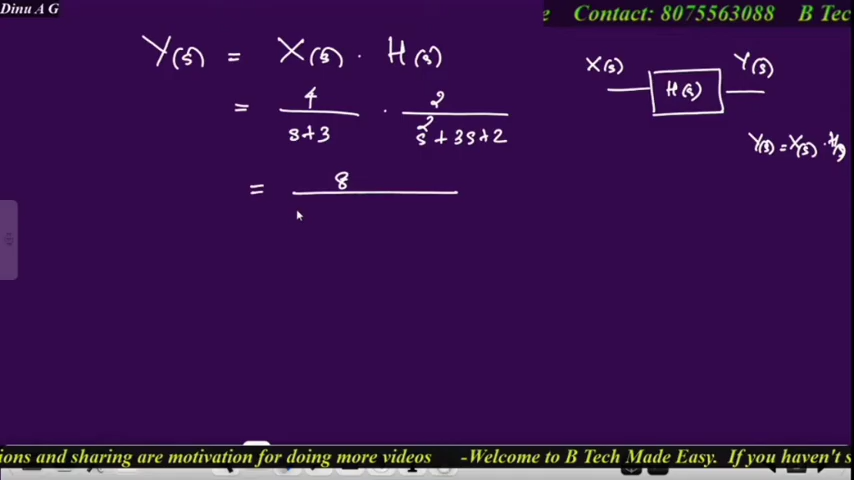 Dinu A G
e Contact: 8075563088 B Tec
Y(s) = X(s) · H(s)
= 4/(s+3) · 2/(s²+3s+2)
= 8
X(s) H(s) Y(s)
Y(s) = X(s) · H(s)
ions and sharing are motivation for doing more videos -Welcome to B Tech Made Easy. If you haven't s